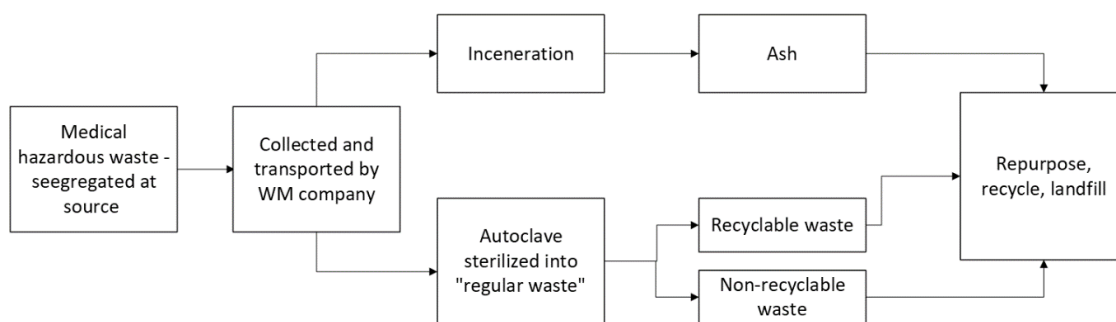 Medical
hazardous waste -
seegregated at
source
Collected and
transported by
WM company
Inceneration
Ash
Autoclave
sterilized into
"regular waste"
Recyclable waste
Non-recyclable
waste
Repurpose,
recycle, landfill